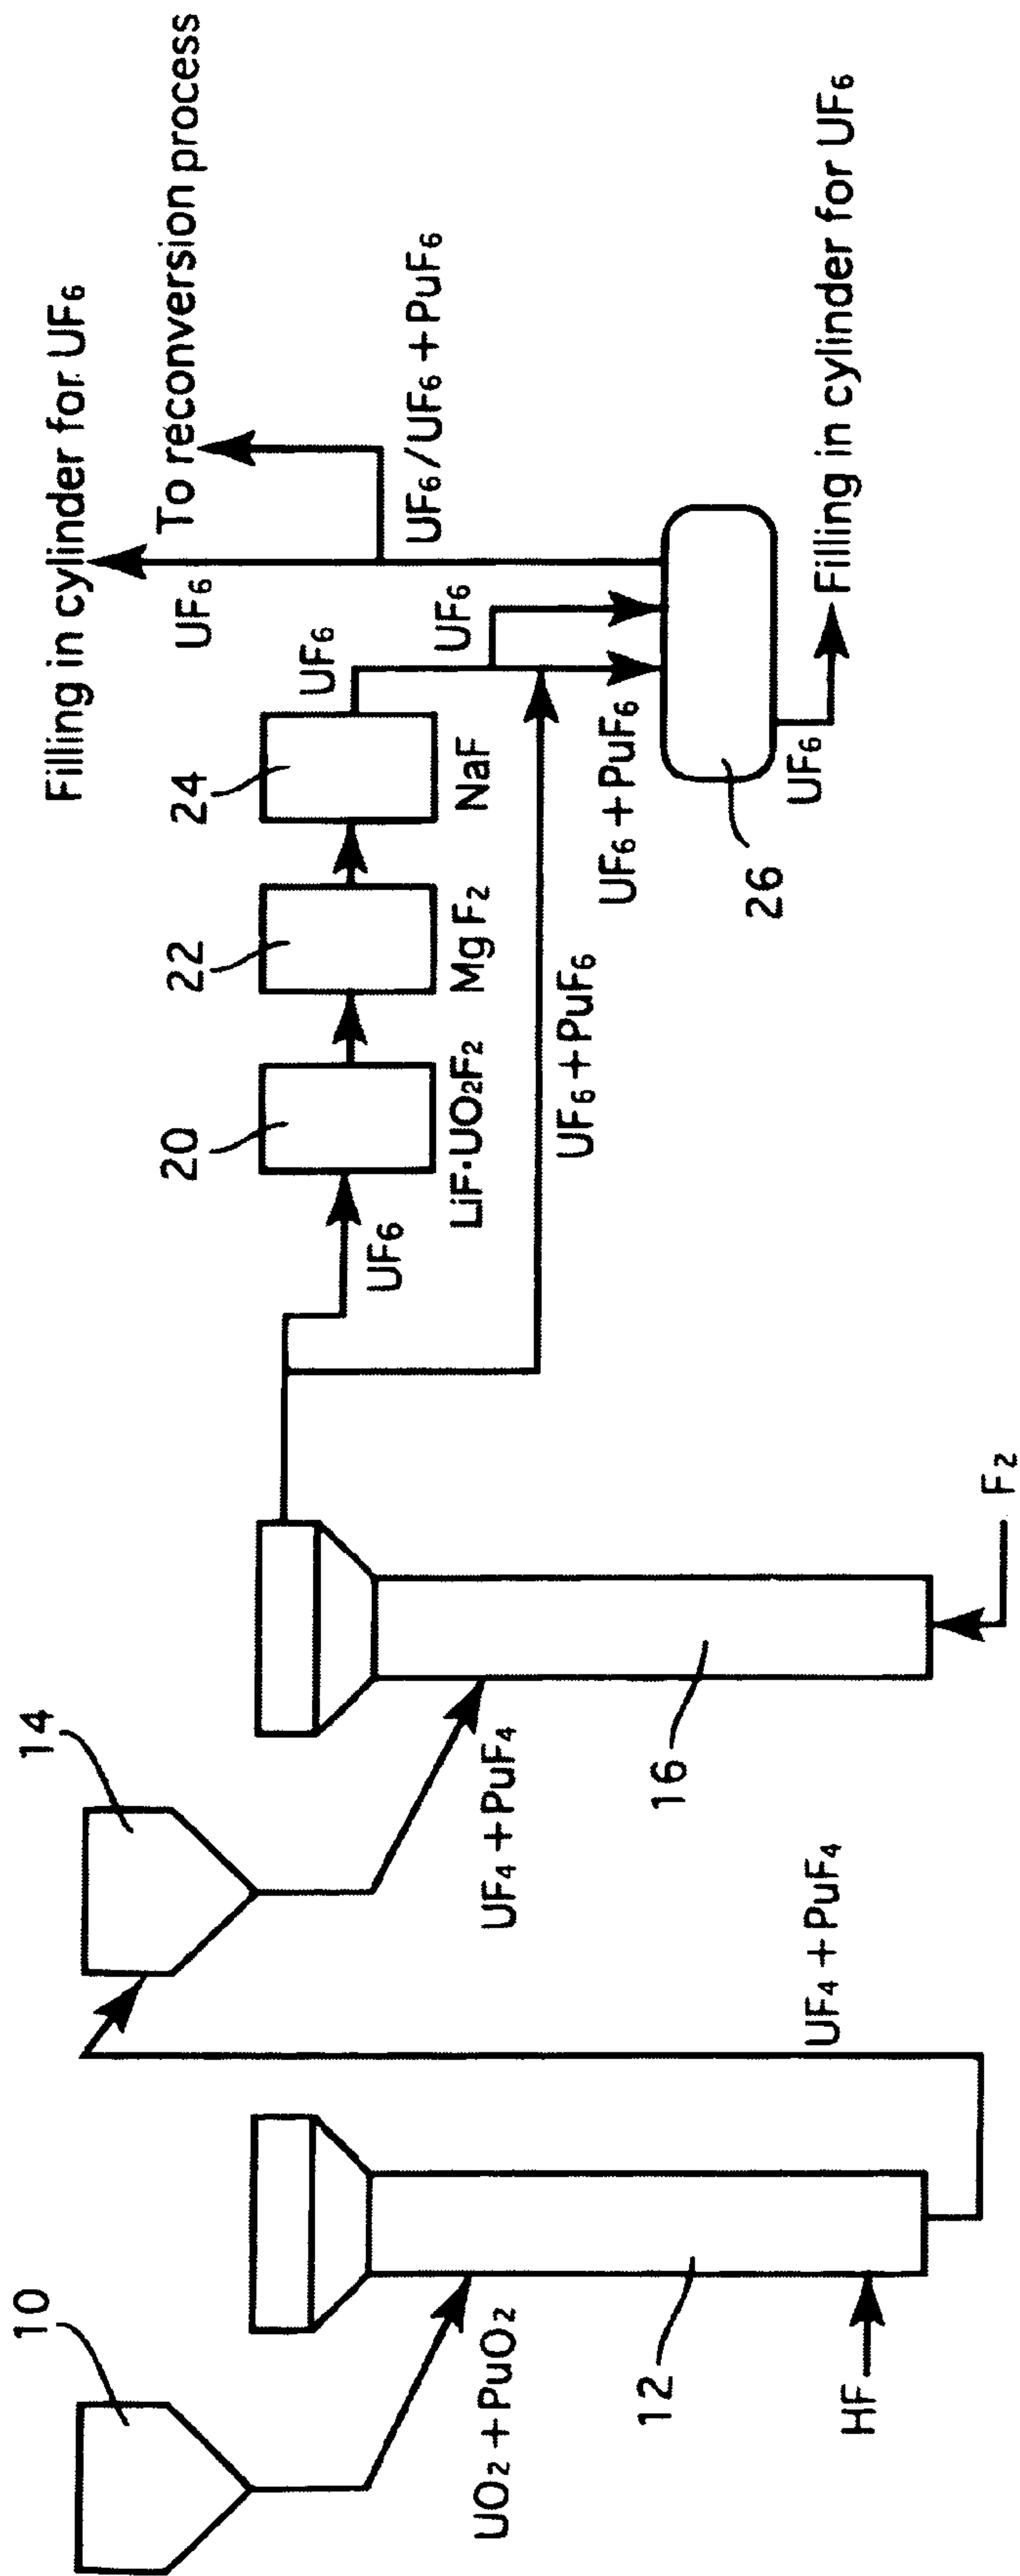 10
UO₂+PuO₂
12
HF
14
UF₄+PuF₄
UF₄+PuF₄
16
F₂
UF₆
20
LiF·UO₂F₂
22
Mg F₂
24
NaF
UF₆
UF₆
UF₆+PuF₆
UF₆+PuF₆
26
UF₆
Filling in cylinder for UF₆
UF₆
Filling in cylinder for UF₆
To reconversion process
UF₆/UF₆+PuF₆